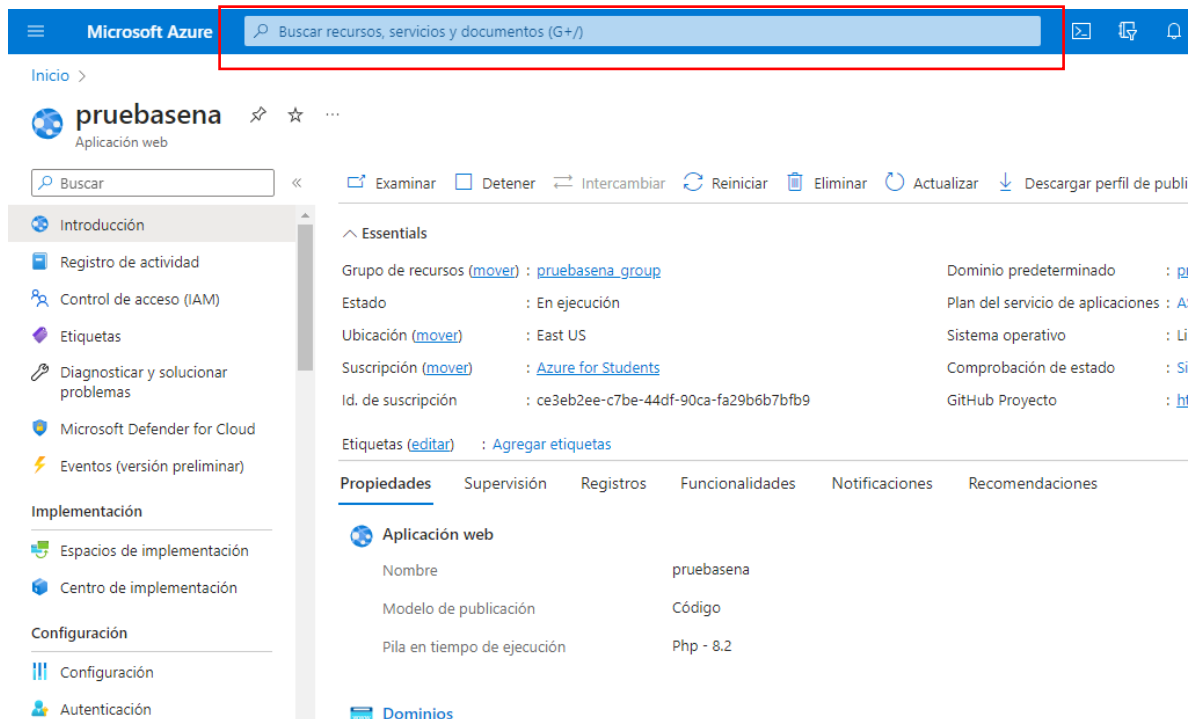 Microsoft Azure
Buscar recursos, servicios y documentos (G+/)
Inicio >
pruebasena
Aplicación web
Buscar
Introducción
Registro de actividad
Control de acceso (IAM)
Etiquetas
Diagnosticar y solucionar
problemas
Microsoft Defender for Cloud
Eventos (versión preliminar)
Implementación
Espacios de implementación
Centro de implementación
Configuración
Configuración
Autenticación
Examinar Detener Intercambiar Reiniciar Eliminar Actualizar Descargar perfil de publi
Essentials
Grupo de recursos (mover) : pruebasena_group
Estado : En ejecución
Ubicación (mover) : East US
Suscripción (mover) : Azure for Students
Id. de suscripción : ce3eb2ee-c7be-44df-90ca-fa29b6b7bfb9
Dominio predeterminado :
Plan del servicio de aplicaciones :
Sistema operativo : Li
Comprobación de estado : Si
GitHub Proyecto :
Etiquetas (editar) : Agregar etiquetas
Propiedades Supervisión Registros Funcionalidades Notificaciones Recomendaciones
Aplicación web
Nombre pruebasena
Modelo de publicación Código
Pila en tiempo de ejecución Php - 8.2
Dominios